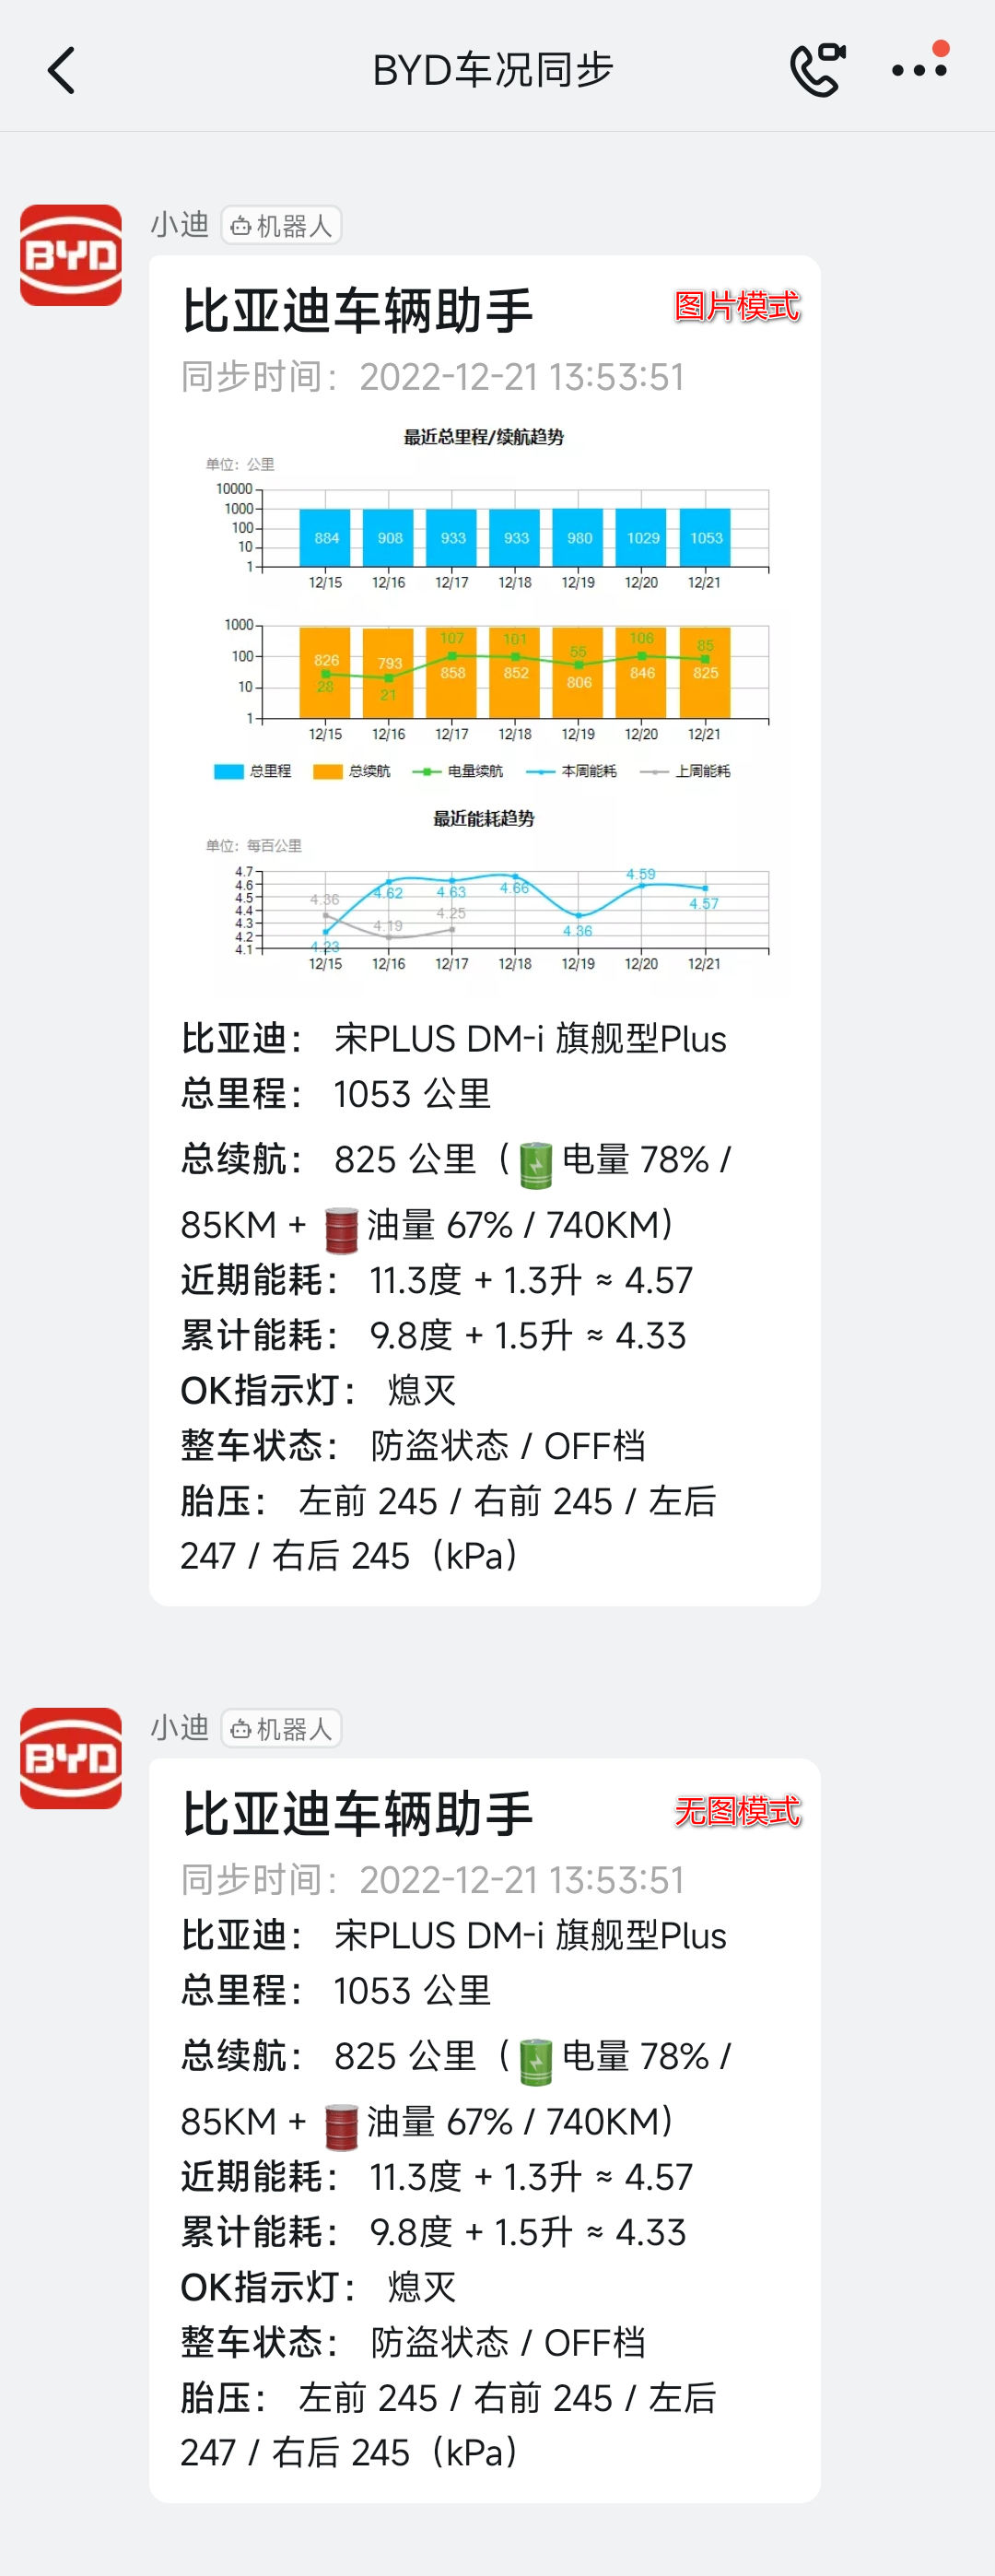 BYD车况同步
BYD
小迪 机器人
比亚迪车辆助手 图片模式
同步时间：2022-12-21 13:53:51
最近总里程/续航趋势
单位：公里
10000
1000
100
10
1
884 908 933 933 980 1029 1053
12/15 12/16 12/17 12/18 12/19 12/20 12/21
1000
100
10
1
107 101 55 106 85
826 793 858 852 806 846 825
28 21
12/15 12/16 12/17 12/18 12/19 12/20 12/21
总里程 总续航 电量续航 本周能耗 上周能耗
最近能耗趋势
单位：每百公里
4.7
4.6
4.5
4.4
4.3
4.2
4.1
4.23 4.62 4.63 4.66 4.36 4.59 4.57
4.36 4.19 4.25
12/15 12/16 12/17 12/18 12/19 12/20 12/21
比亚迪： 宋PLUS DM-i 旗舰型Plus
总里程： 1053 公里
总续航： 825 公里（电量 78% /
85KM + 油量 67% / 740KM）
近期能耗： 11.3度 + 1.3升 ≈ 4.57
累计能耗： 9.8度 + 1.5升 ≈ 4.33
OK指示灯： 熄灭
整车状态： 防盗状态 / OFF档
胎压： 左前 245 / 右前 245 / 左后
247 / 右后 245（kPa）
BYD
小迪 机器人
比亚迪车辆助手 无图模式
同步时间：2022-12-21 13:53:51
比亚迪： 宋PLUS DM-i 旗舰型Plus
总里程： 1053 公里
总续航： 825 公里（电量 78% /
85KM + 油量 67% / 740KM）
近期能耗： 11.3度 + 1.3升 ≈ 4.57
累计能耗： 9.8度 + 1.5升 ≈ 4.33
OK指示灯： 熄灭
整车状态： 防盗状态 / OFF档
胎压： 左前 245 / 右前 245 / 左后
247 / 右后 245（kPa）